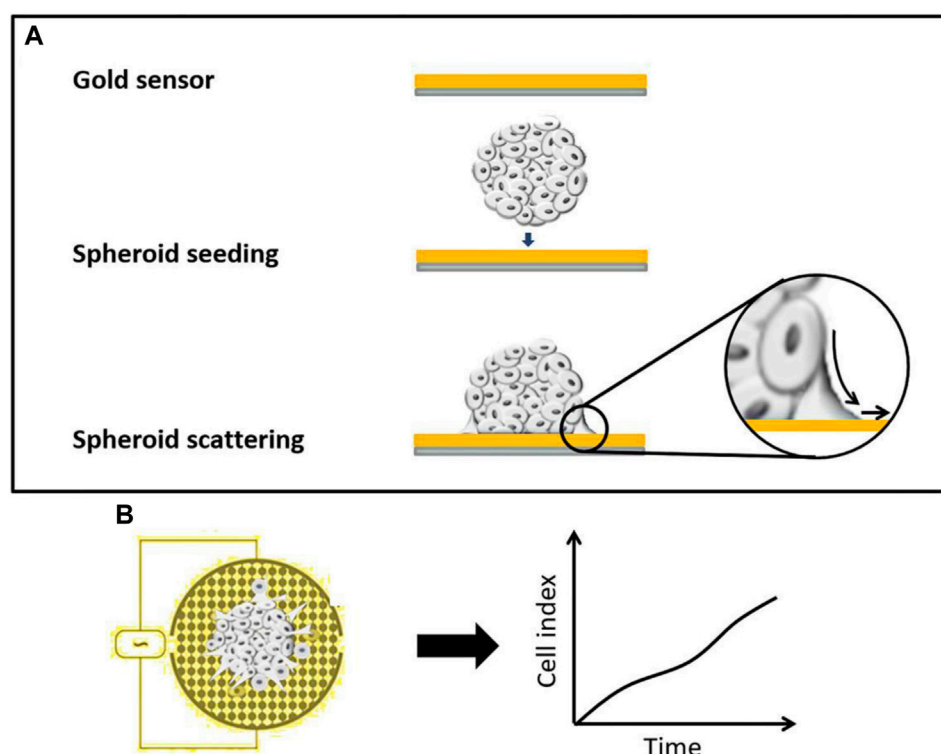 A
Gold sensor
Spheroid seeding
Spheroid scattering
B
Cell index
Time